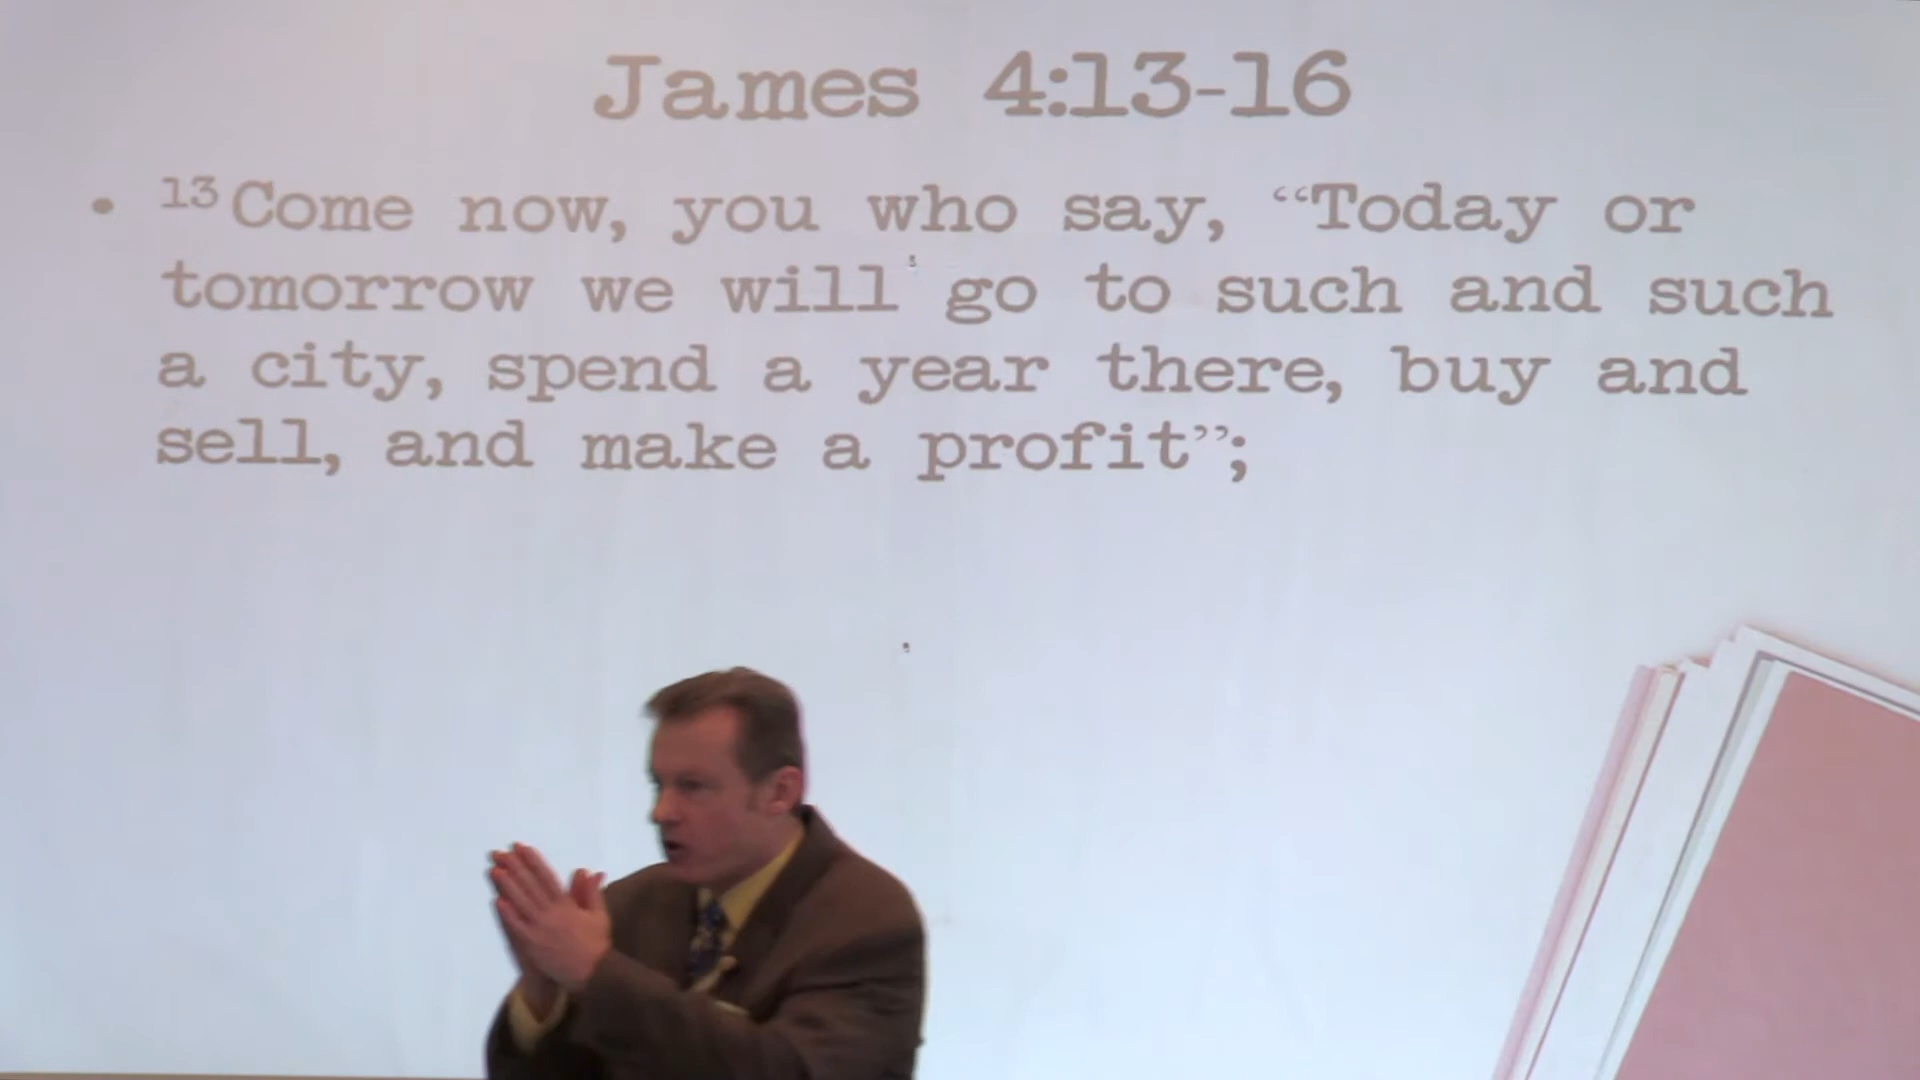 James 4:13-16
• 13 Come now, you who say, “Today or
tomorrow we will go to such and such
a city, spend a year there, buy and
sell, and make a profit”;